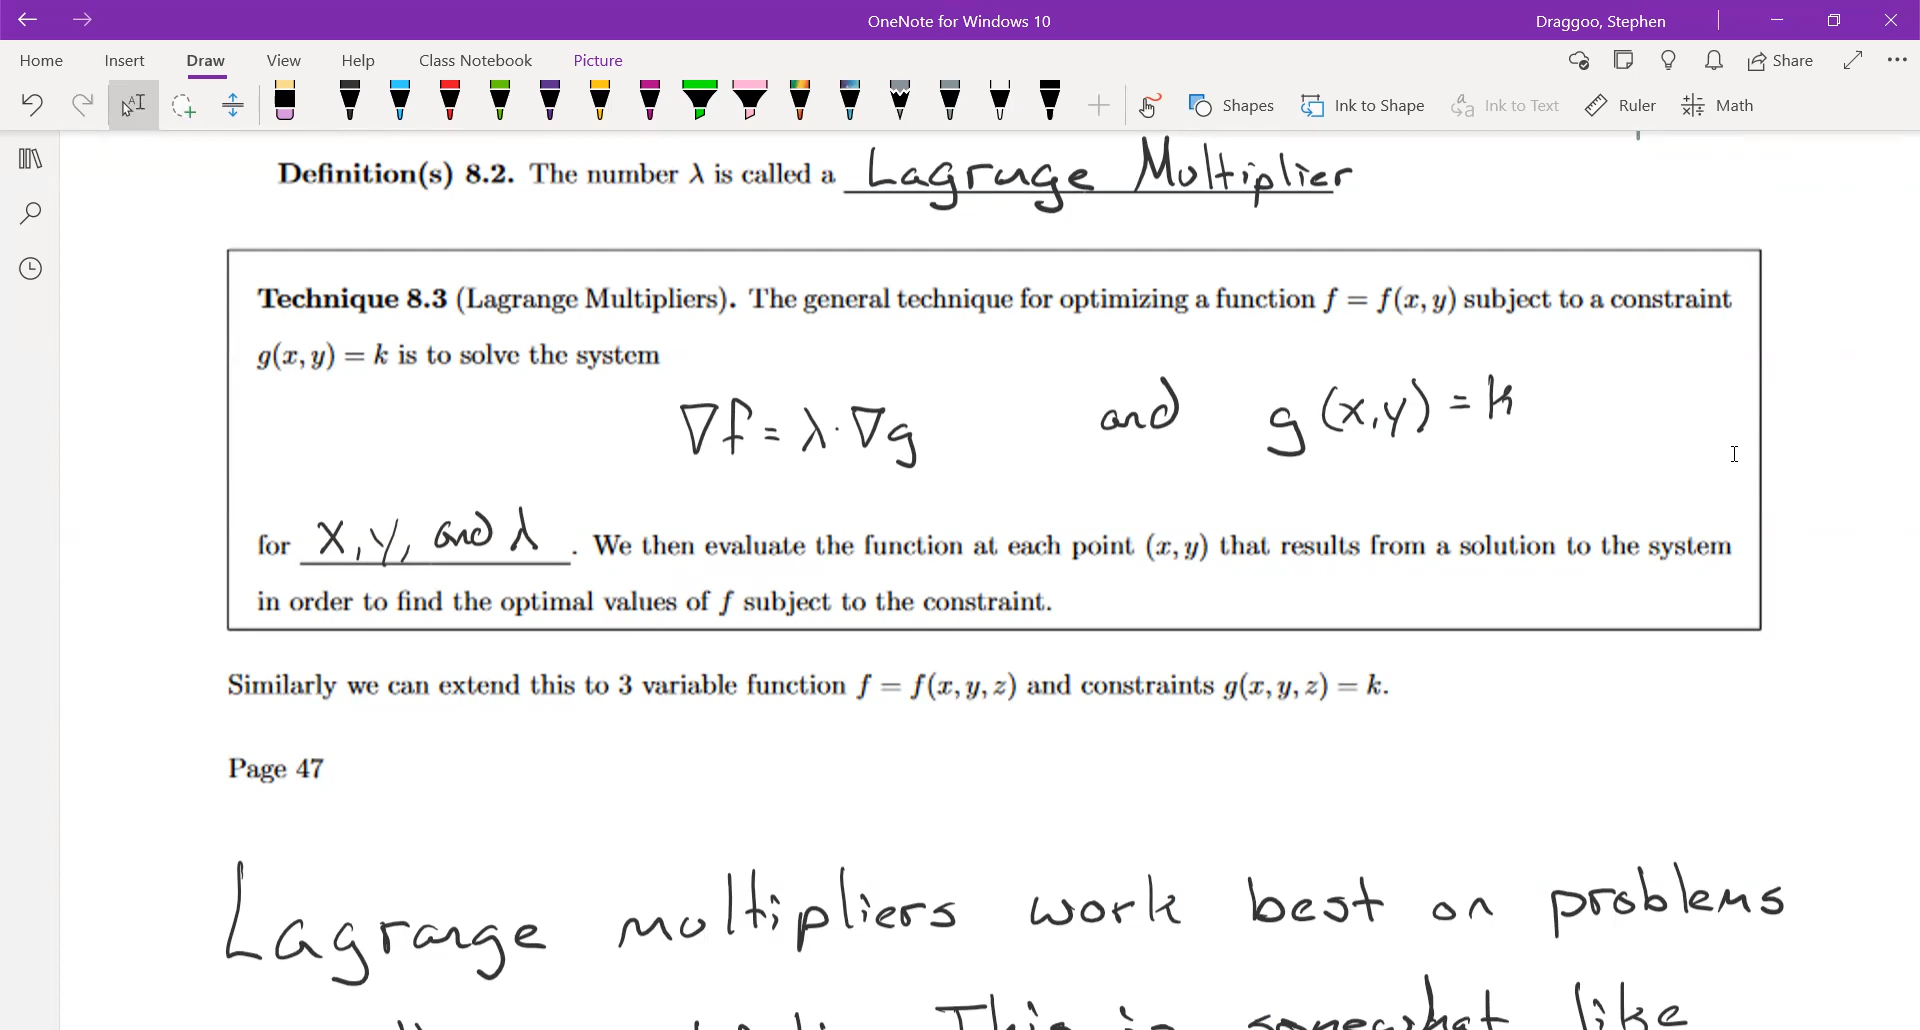 OneNote for Windows 10
Draggoo, Stephen
Home Insert Draw View Help Class Notebook Picture
Share
Shapes Ink to Shape Ink to Text Ruler Math
Definition(s) 8.2. The number λ is called a Lagrange Multiplier
Technique 8.3 (Lagrange Multipliers). The general technique for optimizing a function f = f(x, y) subject to a constraint
g(x, y) = k is to solve the system
∇f = λ · ∇g and g(x,y) = k
for x, y, and λ. We then evaluate the function at each point (x, y) that results from a solution to the system
in order to find the optimal values of f subject to the constraint.
Similarly we can extend this to 3 variable function f = f(x, y, z) and constraints g(x, y, z) = k.
Page 47
Lagrange multipliers work best on problems
This is somewhat like